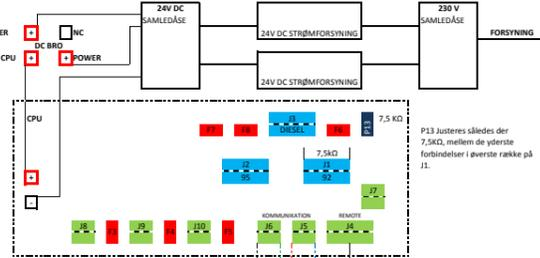 24V DC
SAMLEDÅSE
230 V
SAMLEDÅSE
ER
+
NC
24V DC STRØMFORSYNING
FORSYNING
DC BRO
CPU
+
+
POWER
24V DC STRØMFORSYNING
CPU
J3
DIESEL
P13
7,5 KΩ
F7
F6
P13 Justeres således der
7,5KΩ, mellem de yderste
forbindelser i øverste række på
J1.
7,5kΩ
J2
95
J1
92
+
-
J7
KOMMUNIKATION
REMOTE
J8
J9
F4
J10
J6
J5
J4